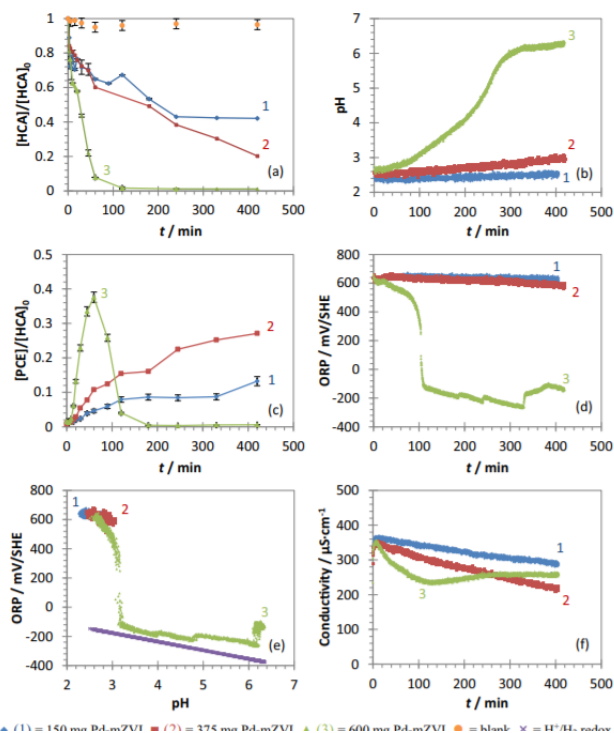 [HCA]/[HCA]₀
1
0.8
0.6
0.4
0.2
0
1
2
3
(a)
0 100 200 300 400 500
t / min
pH
7
6
5
4
3
2
3
2
1
(b)
0 100 200 300 400 500
t / min
[PCE]/[HCA]₀
0.5
0.4
0.3
0.2
0.1
0
3
2
1
(c)
0 100 200 300 400 500
t / min
ORP / mV/SHE
800
600
400
200
0
-200
-400
1
2
3
(d)
0 100 200 300 400 500
t / min
ORP / mV/SHE
800
600
400
200
0
-200
-400
1 2
3
(e)
2 3 4 5 6 7
pH
Conductivity / µS·cm⁻¹
500
400
300
200
100
0
1
2
3
(f)
0 100 200 300 400 500
t / min
(1) = 150 mg Pd-mZVI (2) = 375 mg Pd-mZVI (3) = 600 mg Pd-mZVI = blank = H⁺/H₂ redox